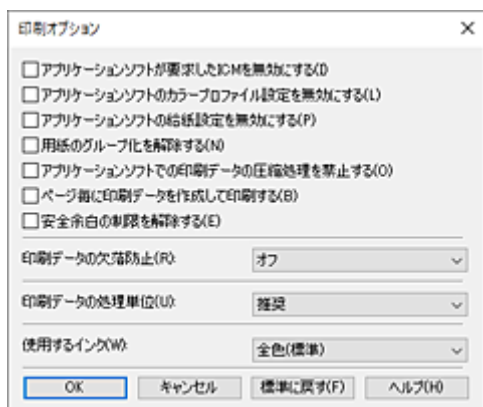 印刷オプション
アプリケーションソフトが要求したICMを無効にする(I)
アプリケーションソフトのカラープロファイル設定を無効にする(L)
アプリケーションソフトの給紙設定を無効にする(P)
用紙のグループ化を解除する(N)
アプリケーションソフトでの印刷データの圧縮処理を禁止する(O)
ページ毎に印刷データを作成して印刷する(B)
安全余白の制限を解除する(E)
印刷データの欠落防止(R): オフ
印刷データの処理単位(U): 推奨
使用するインク(W): 全色(標準)
OK キャンセル 標準に戻す(F) ヘルプ(H)